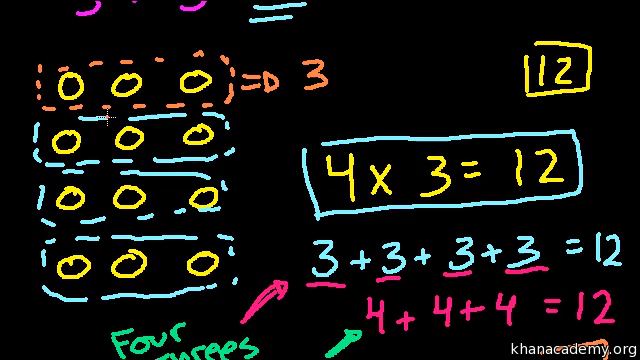 => 3
12
4 x 3 = 12
3 + 3 + 3 + 3 = 12
4 + 4 + 4 = 12
Four
khanacademy.org